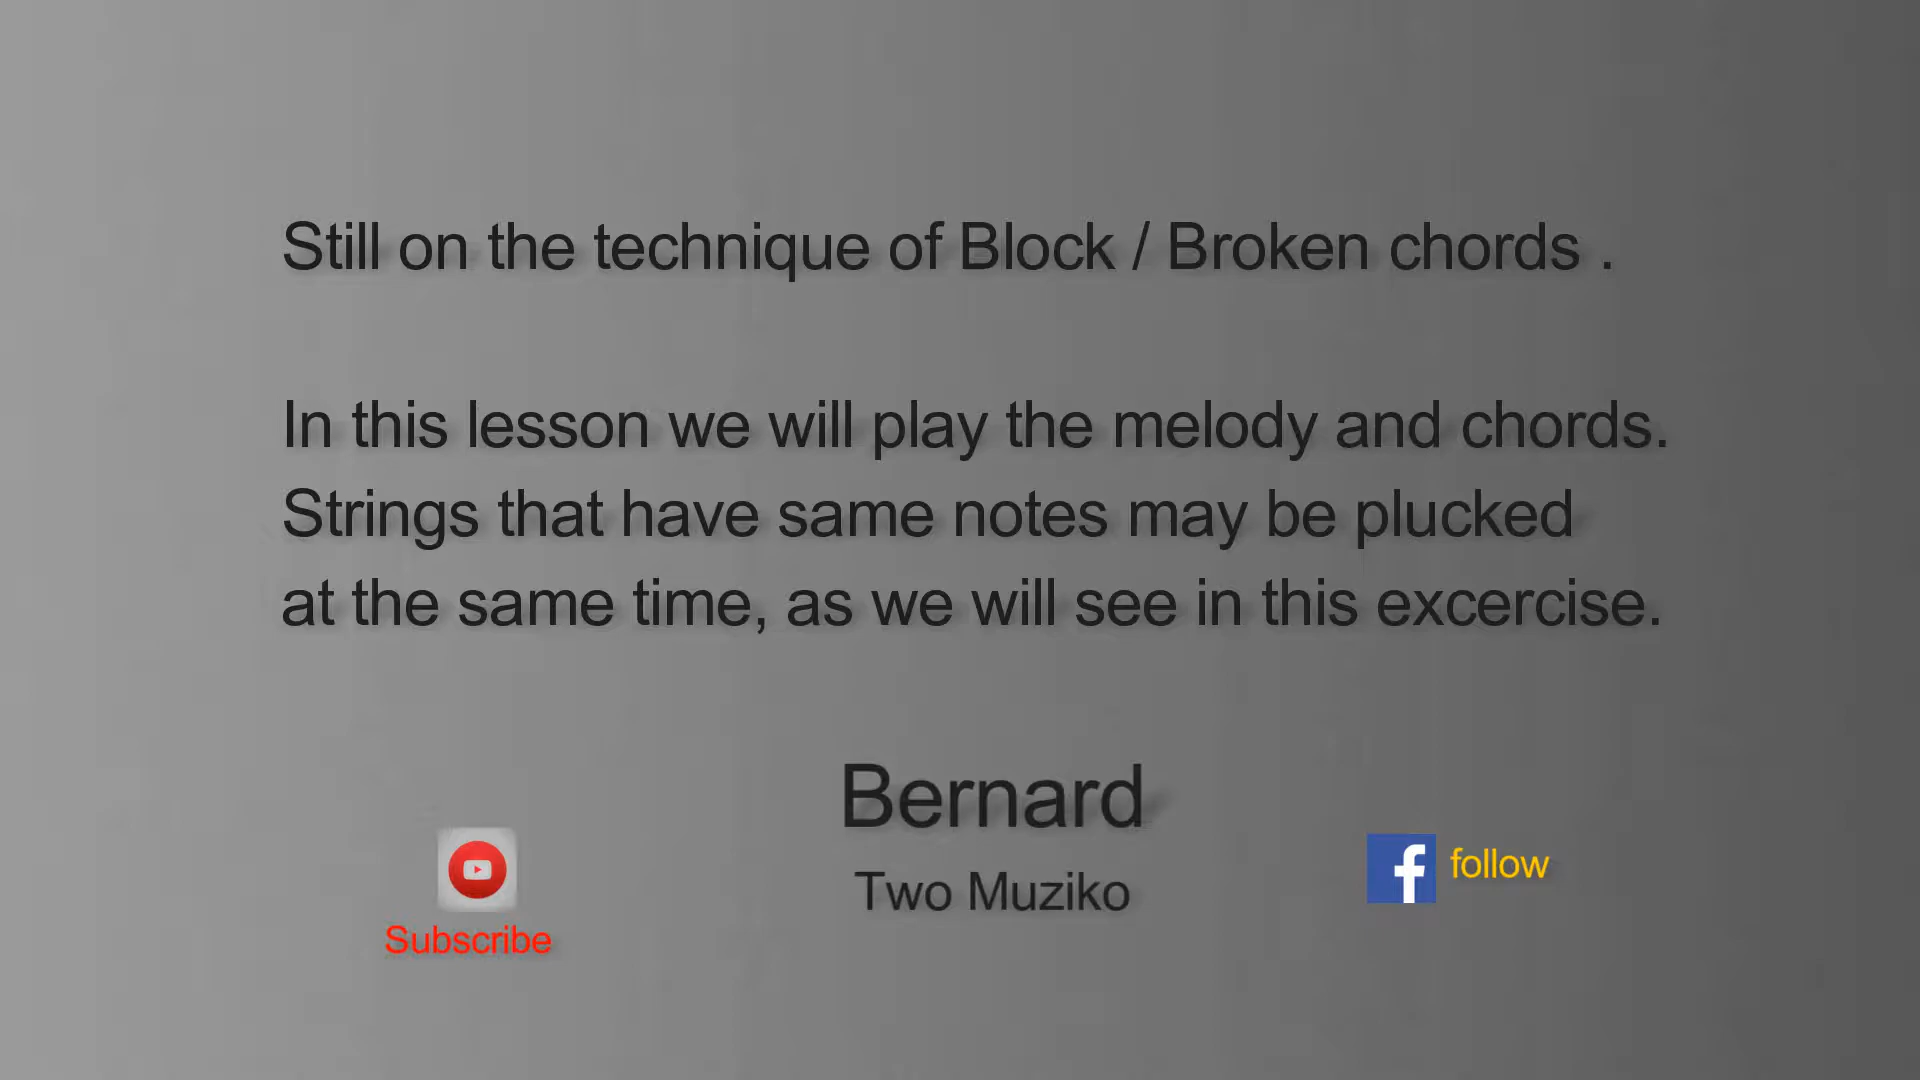 Still on the technique of Block / Broken chords .
In this lesson we will play the melody and chords.
Strings that have same notes may be plucked
at the same time, as we will see in this excercise.
Bernard
Two Muziko
Subscribe
follow